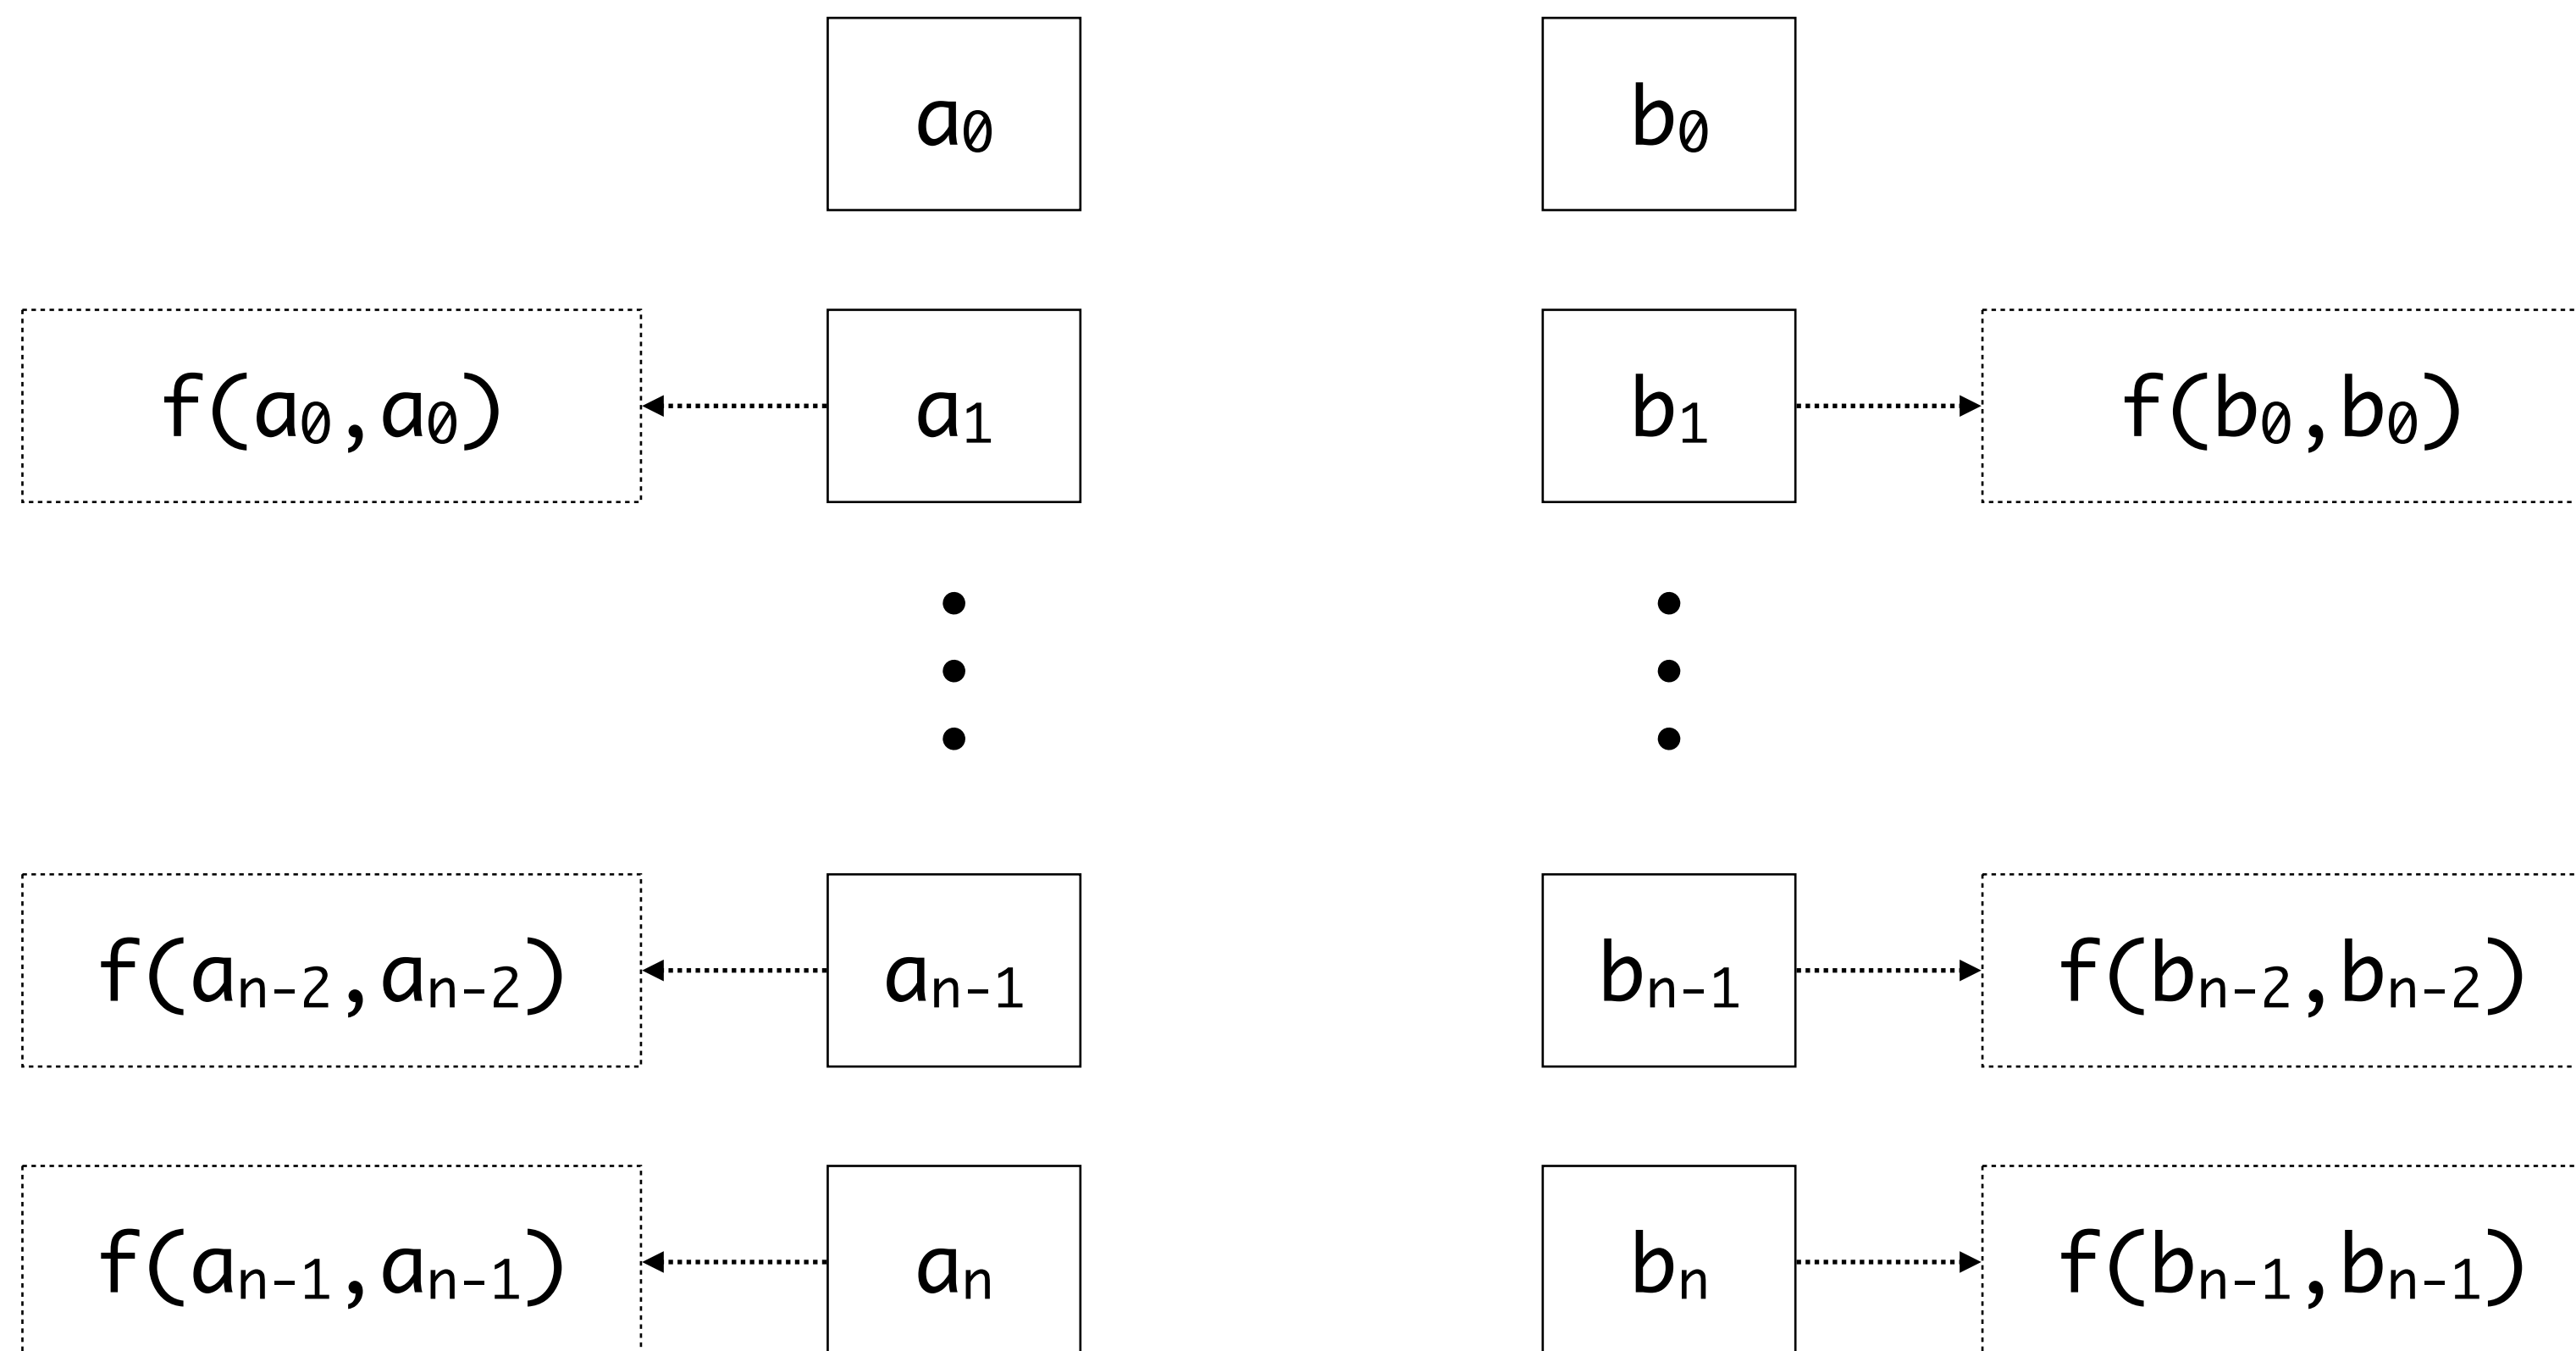 a₀ b₀
f(a₀,a₀) a₁ b₁ f(b₀,b₀)
f(aₙ₋₂,aₙ₋₂) aₙ₋₁ bₙ₋₁ f(bₙ₋₂,bₙ₋₂)
f(aₙ₋₁,aₙ₋₁) aₙ bₙ f(bₙ₋₁,bₙ₋₁)